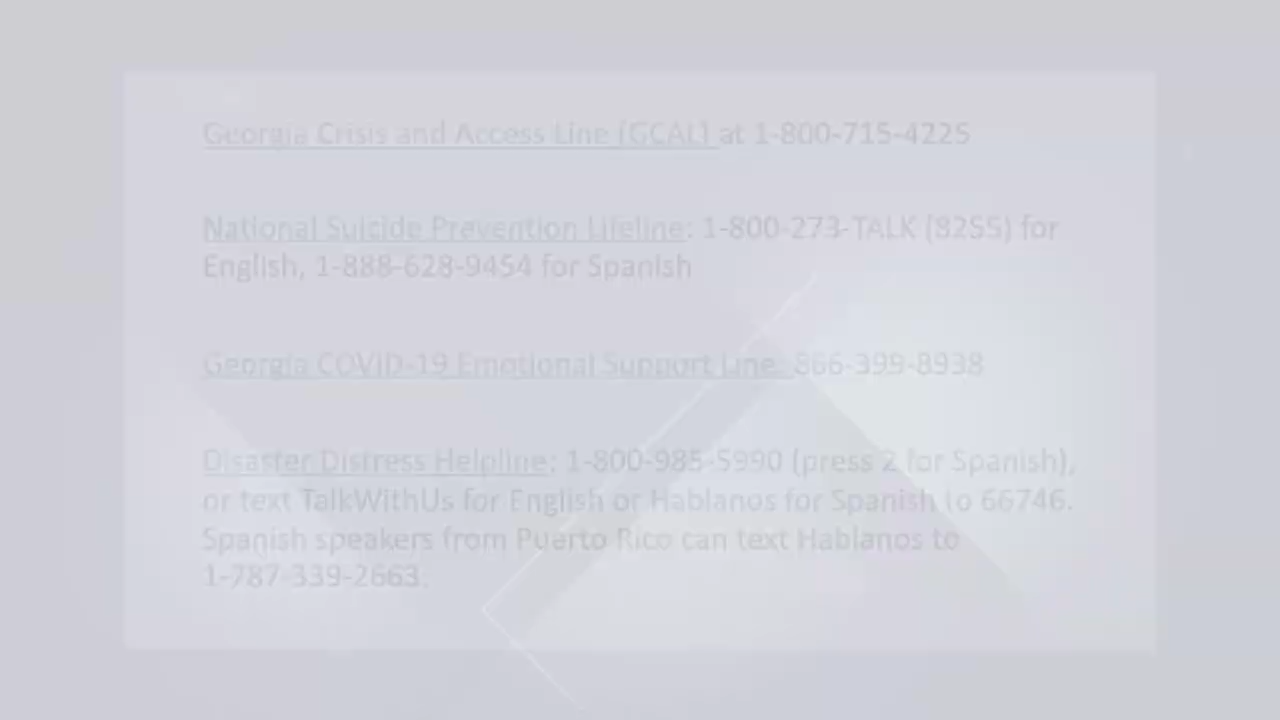 Georgia Crisis and Access Line (GCAL) at 1-800-715-4225
National Suicide Prevention Lifeline: 1-800-273-TALK (8255) for
English, 1-888-628-9454 for Spanish
Georgia COVID-19 Emotional Support Line: 866-399-8938
Disaster Distress Helpline: 1-800-985-5990 (press 2 for Spanish),
or text TalkWithUs for English or Hablanos for Spanish to 66746.
Spanish speakers from Puerto Rico can text Hablanos to
1-787-339-2663.